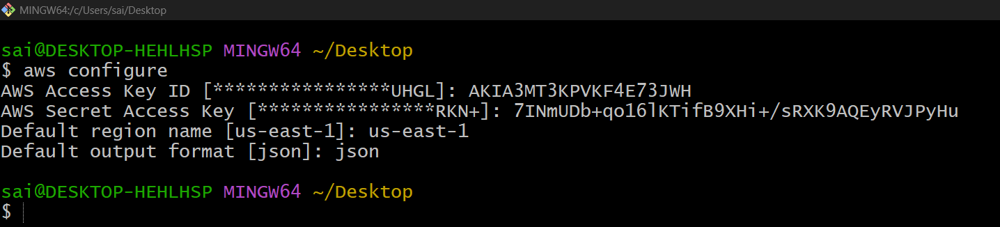 MINGW64:/c/Users/sai/Desktop
sai@DESKTOP-HEHLHSP MINGW64 ~/Desktop
$ aws configure
AWS Access Key ID [****************UHGL]: AKIA3MT3KPVKF4E73JWH
AWS Secret Access Key [****************RKN+]: 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
Default region name [us-east-1]: us-east-1
Default output format [json]: json
sai@DESKTOP-HEHLHSP MINGW64 ~/Desktop
$